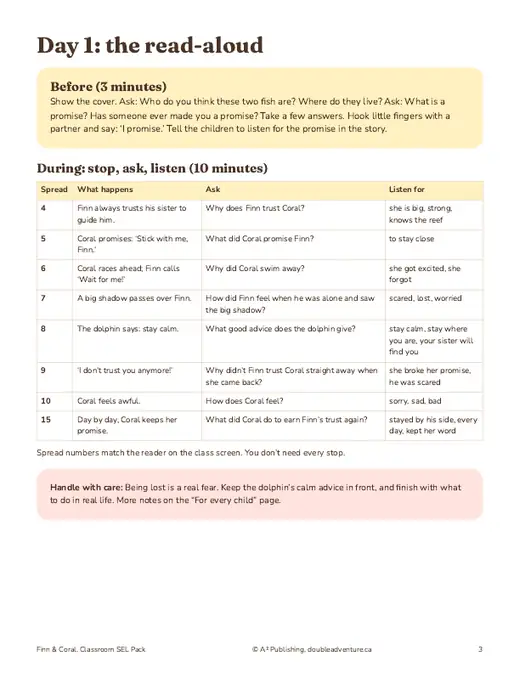 Day 1: the read-aloud
Before (3 minutes)
Show the cover. Ask: Who do you think these two fish are? Where do they live? Ask: What is a
promise? Has someone ever made you a promise? Take a few answers. Hook little fingers with a
partner and say: ‘I promise.’ Tell the children to listen for the promise in the story.
During: stop, ask, listen (10 minutes)
Spread What happens Ask Listen for
4 Finn always trusts his sister to Why does Finn trust Coral? she is big, strong,
guide him. knows the reef
5 Coral promises: ‘Stick with me, What did Coral promise Finn? to stay close
Finn.’
6 Coral races ahead; Finn calls Why did Coral swim away? she got excited, she
‘Wait for me!’ forgot
7 A big shadow passes over Finn. How did Finn feel when he was alone and saw scared, lost, worried
the big shadow?
8 The dolphin says: stay calm. What good advice does the dolphin give? stay calm, stay where
you are, your sister will
find you
9 ‘I don’t trust you anymore!’ Why didn’t Finn trust Coral straight away when she broke her promise,
she came back? he was scared
10 Coral feels awful. How does Coral feel? sorry, sad, bad
15 Day by day, Coral keeps her What did Coral do to earn Finn’s trust again? stayed by his side, every
promise. day, kept her word
Spread numbers match the reader on the class screen. You don’t need every stop.
Handle with care: Being lost is a real fear. Keep the dolphin’s calm advice in front, and finish with what
to do in real life. More notes on the “For every child” page.
Finn & Coral. Classroom SEL Pack © A² Publishing, doubleadventure.ca 3